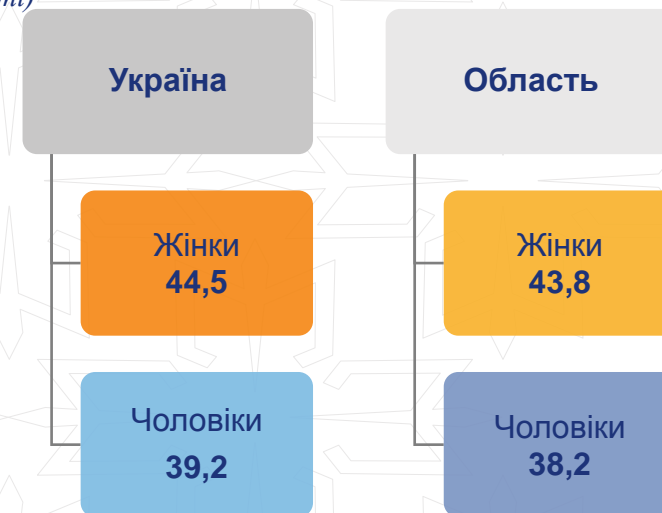 Україна
Жінки
44,5
Чоловіки
39,2
Область
Жінки
43,8
Чоловіки
38,2